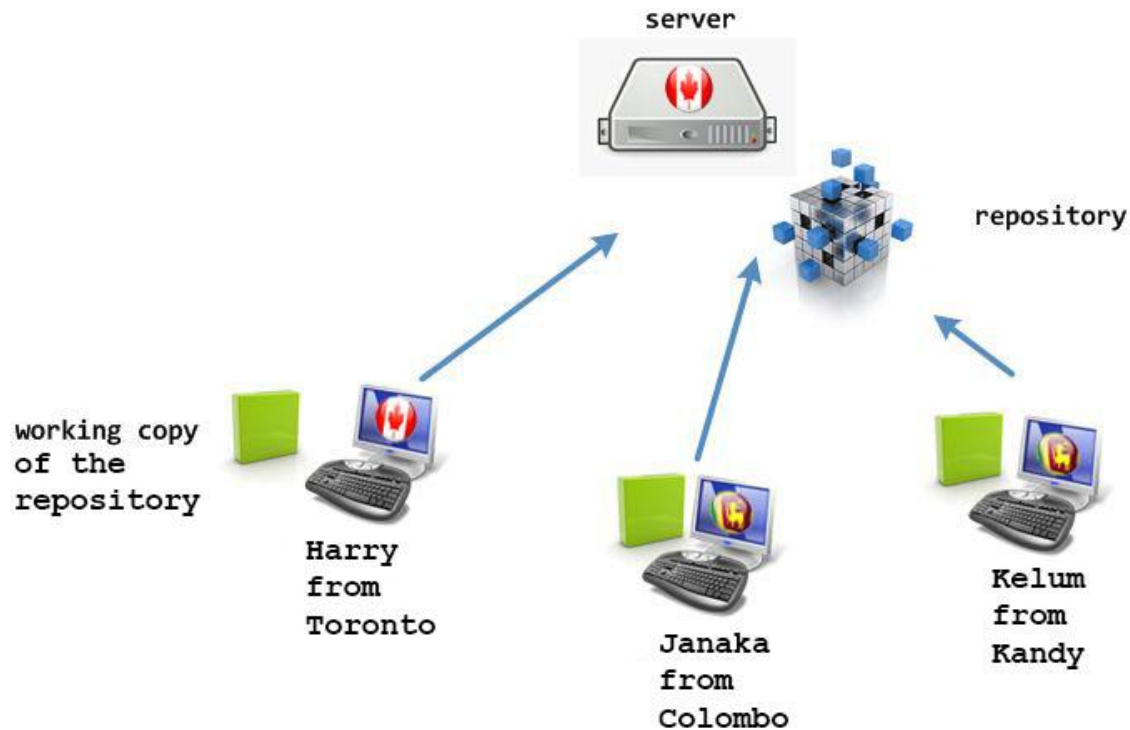 server
repository
working copy
of the
repository
Harry
from
Toronto
Janaka
from
Colombo
Kelum
from
Kandy